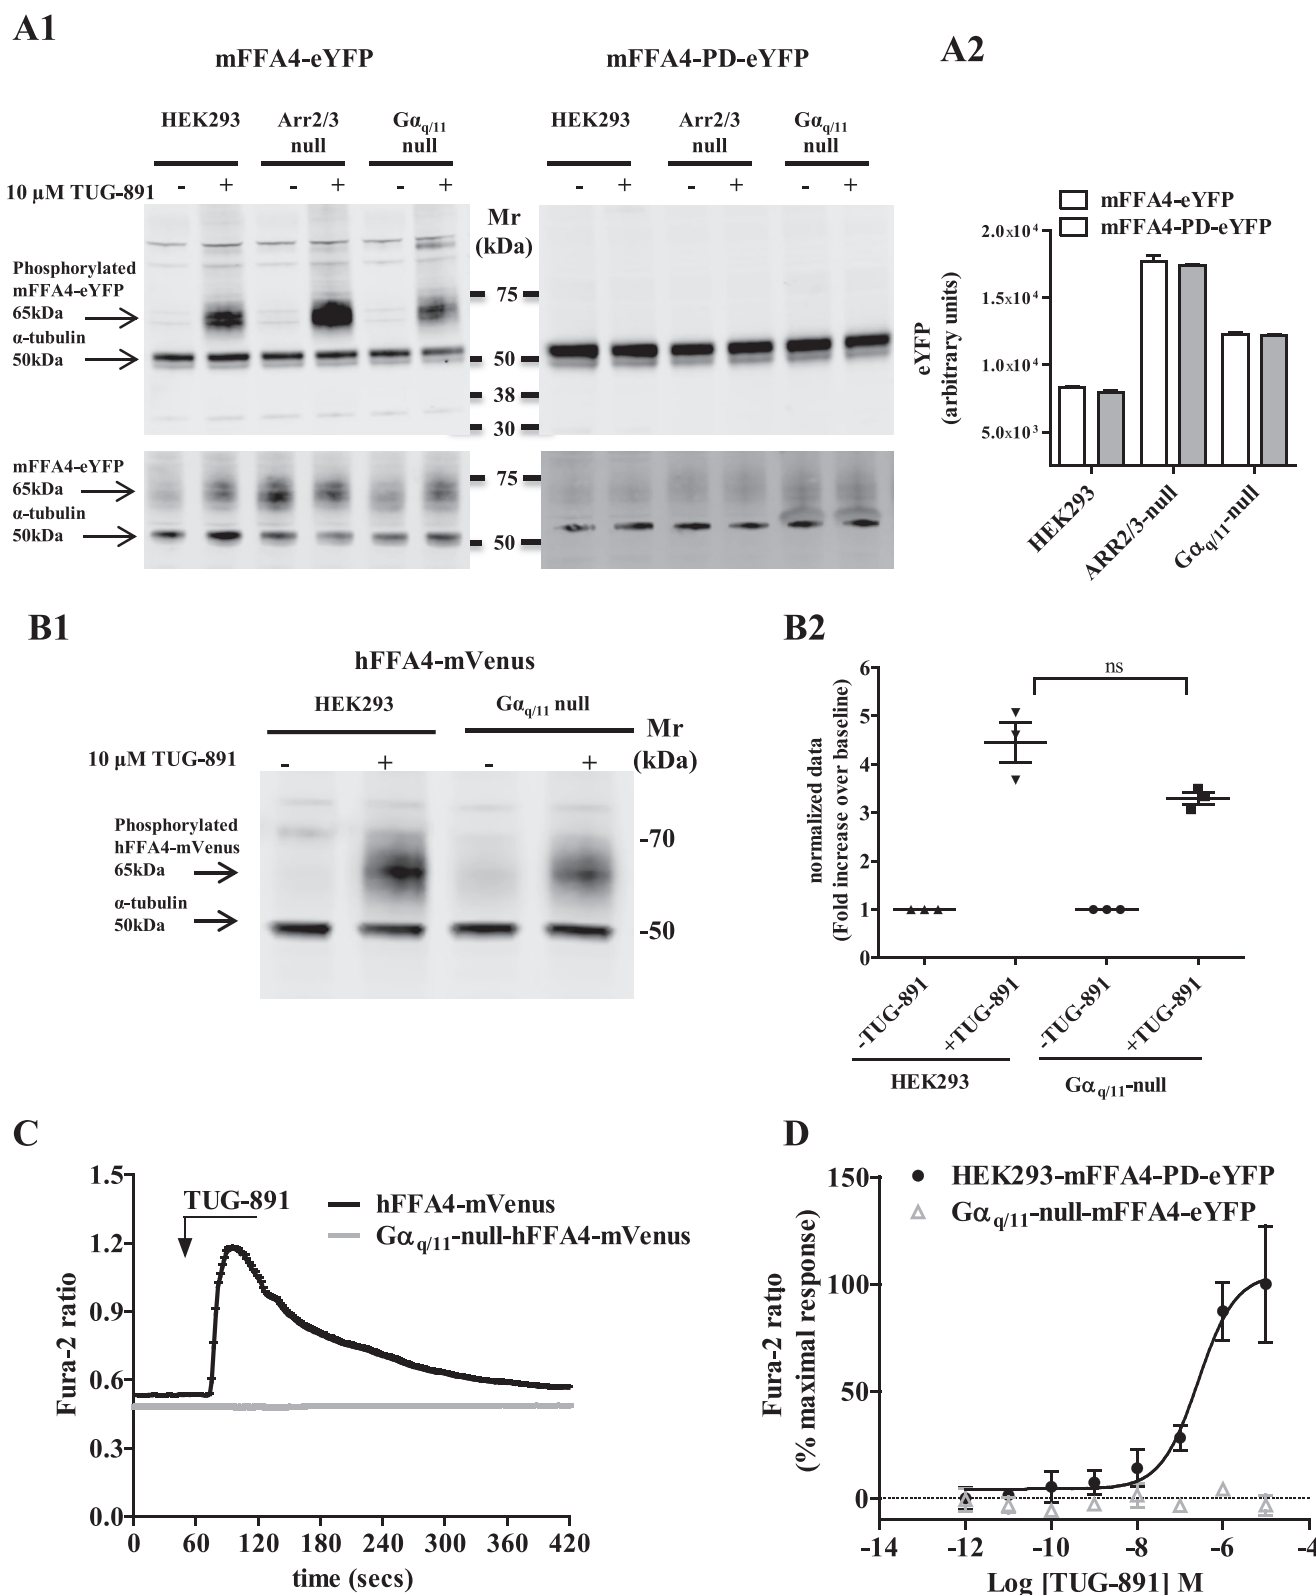 A1
mFFA4-eYFP
mFFA4-PD-eYFP
HEK293
Arr2/3 null
Gαq/11 null
HEK293
Arr2/3 null
Gαq/11 null
10 μM TUG-891
- + - + - +
- + - + - +
Mr
(kDa)
Phosphorylated
mFFA4-eYFP
65kDa
α-tubulin
50kDa
75
50
38
30
mFFA4-eYFP
65kDa
α-tubulin
50kDa
75
50
A2
mFFA4-eYFP
mFFA4-PD-eYFP
eYFP
(arbitrary units)
2.0x10⁴
1.5x10⁴
1.0x10⁴
5.0x10³
HEK293
ARR2/3-null
Gαq/11-null
B1
hFFA4-mVenus
HEK293
Gαq/11 null
Mr
(kDa)
10 μM TUG-891
- + - +
Phosphorylated
hFFA4-mVenus
65kDa
α-tubulin
50kDa
-70
-50
B2
normalized data
(Fold increase over baseline)
6
5
4
3
2
1
0
ns
-TUG-891
+TUG-891
-TUG-891
+TUG-891
HEK293
Gαq/11-null
C
Fura-2 ratio
1.5
1.2
0.9
0.6
0.3
0.0
TUG-891
hFFA4-mVenus
Gαq/11-null-hFFA4-mVenus
0 60 120 180 240 300 360 420
time (secs)
D
Fura-2 ratio
(% maximal response)
150
100
50
0
HEK293-mFFA4-PD-eYFP
Gαq/11-null-mFFA4-eYFP
-14 -12 -10 -8 -6 -4
Log [TUG-891] M